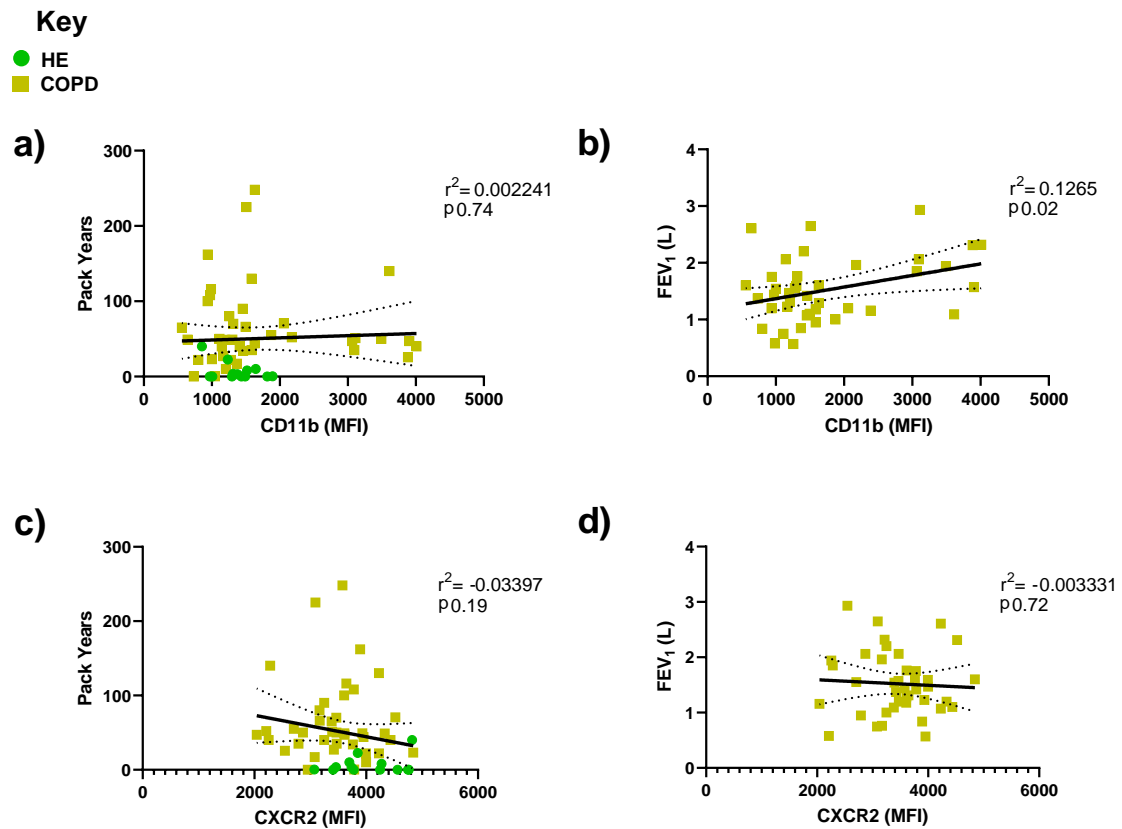 Key
HE
COPD
a)
300
200
100
0
Pack Years
r²= 0.002241
p 0.74
0 1000 2000 3000 4000 5000
CD11b (MFI)
b)
4
3
2
1
0
FEV₁ (L)
r²= 0.1265
p 0.02
0 1000 2000 3000 4000 5000
CD11b (MFI)
c)
300
200
100
0
Pack Years
r²= -0.03397
p 0.19
0 2000 4000 6000
CXCR2 (MFI)
d)
4
3
2
1
0
FEV₁ (L)
r²= -0.003331
p 0.72
0 2000 4000 6000
CXCR2 (MFI)